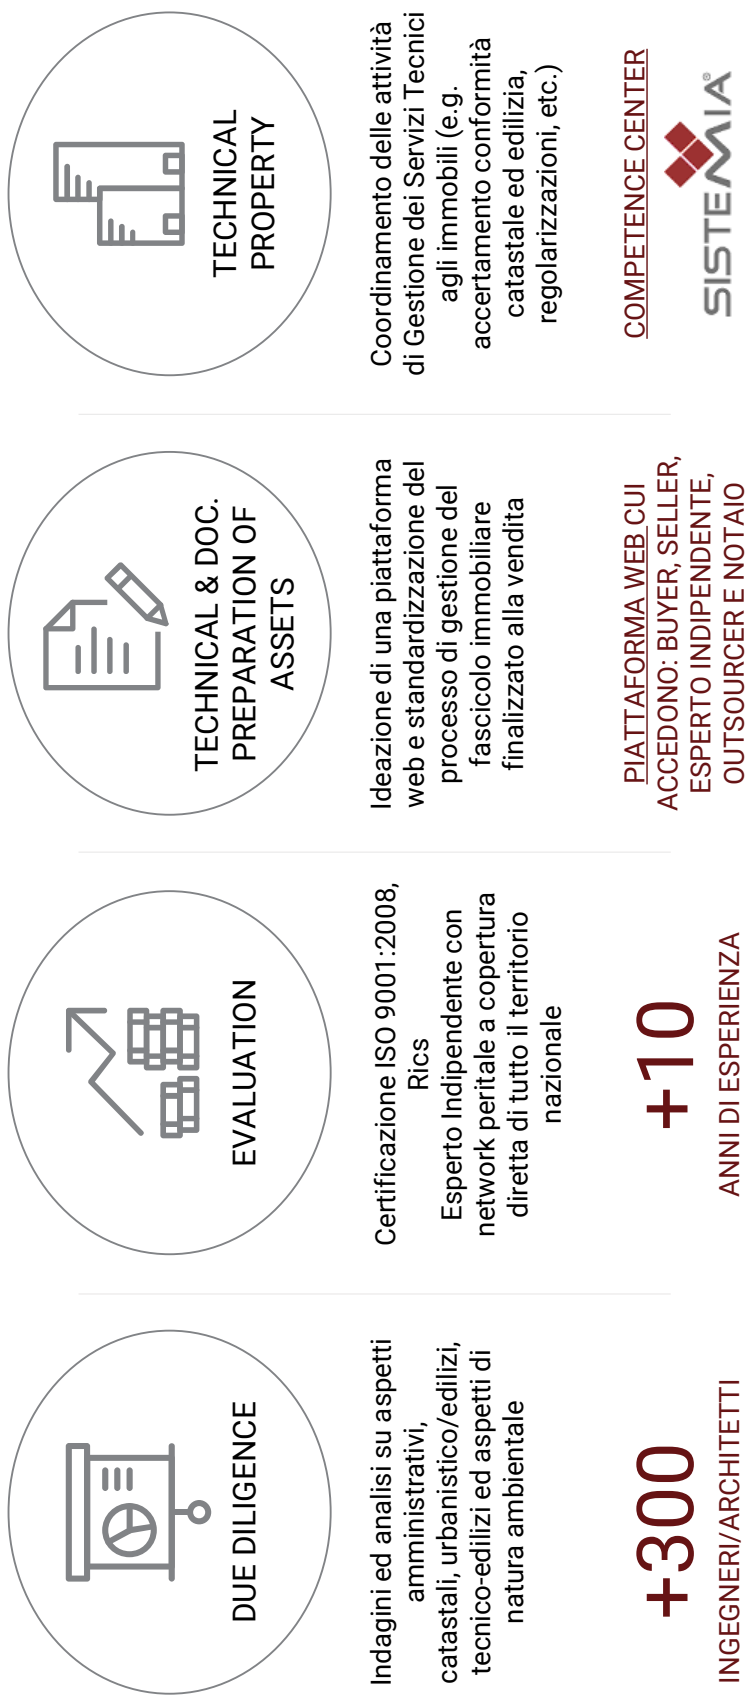 DUE DILIGENCE
Indagini ed analisi su aspetti
amministrativi,
catastali, urbanistico/edilizi,
tecnico-edilizi ed aspetti di
natura ambientale
+300
INGEGNERI/ARCHITETTI
EVALUATION
Certificazione ISO 9001:2008,
Rics
Esperto Indipendente con
network peritale a copertura
diretta di tutto il territorio
nazionale
+10
ANNI DI ESPERIENZA
TECHNICAL & DOC.
PREPARATION OF
ASSETS
Ideazione di una piattaforma
web e standardizzazione del
processo di gestione del
fascicolo immobiliare
finalizzato alla vendita
PIATTAFORMA WEB CUI
ACCEDONO: BUYER, SELLER,
ESPERTO INDIPENDENTE,
OUTSOURCER E NOTAIO
TECHNICAL
PROPERTY
Coordinamento delle attività
di Gestione dei Servizi Tecnici
agli immobili (e.g.
accertamento conformità
catastale ed edilizia,
regolarizzazioni, etc.)
COMPETENCE CENTER
SISTEMIA®